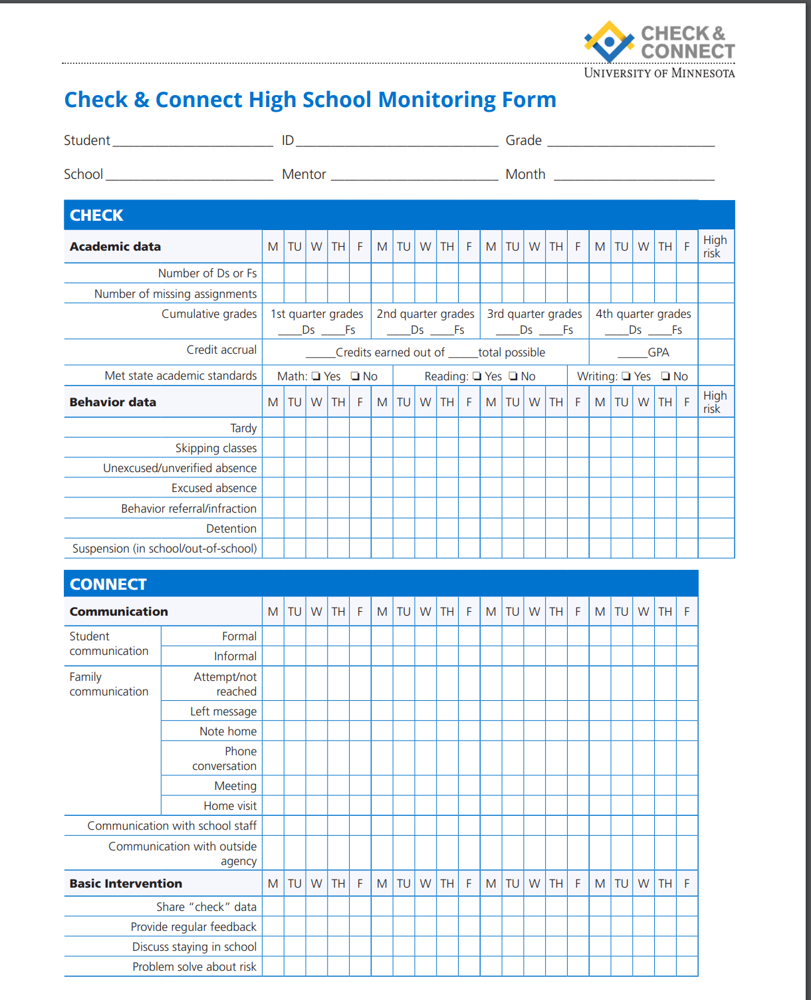 CHECK &
CONNECT
UNIVERSITY OF MINNESOTA
Check & Connect High School Monitoring Form
Student ID Grade
School Mentor Month
CHECK
Academic data M TU W TH F M TU W TH F M TU W TH F M TU W TH F High risk
Number of Ds or Fs
Number of missing assignments
Cumulative grades 1st quarter grades 2nd quarter grades 3rd quarter grades 4th quarter grades
____Ds ____Fs ____Ds ____Fs ____Ds ____Fs ____Ds ____Fs
Credit accrual _____Credits earned out of _____total possible _____GPA
Met state academic standards Math: ❏ Yes ❏ No Reading: ❏ Yes ❏ No Writing: ❏ Yes ❏ No
Behavior data M TU W TH F M TU W TH F M TU W TH F M TU W TH F High risk
Tardy
Skipping classes
Unexcused/unverified absence
Excused absence
Behavior referral/infraction
Detention
Suspension (in school/out-of-school)
CONNECT
Communication M TU W TH F M TU W TH F M TU W TH F M TU W TH F
Student communication Formal
Informal
Family communication Attempt/not reached
Left message
Note home
Phone conversation
Meeting
Home visit
Communication with school staff
Communication with outside agency
Basic Intervention M TU W TH F M TU W TH F M TU W TH F M TU W TH F
Share “check” data
Provide regular feedback
Discuss staying in school
Problem solve about risk